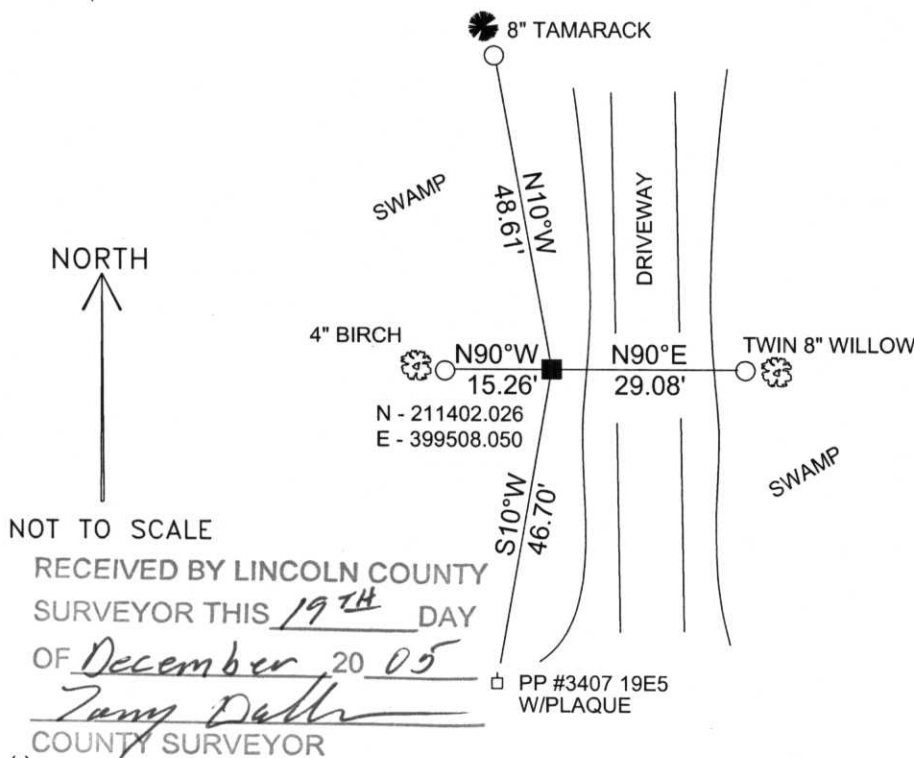 8" TAMARACK
SWAMP
N10°W
48.61'
DRIVEWAY
NORTH
4" BIRCH
N90°W
15.26'
N90°E
29.08'
TWIN 8" WILLOW
N - 211402.026
E - 399508.050
S10°W
46.70'
SWAMP
NOT TO SCALE
RECEIVED BY LINCOLN COUNTY
SURVEYOR THIS 19TH DAY
OF December 20 05
Tony
COUNTY SURVEYOR
PP #3407 19E5
W/PLAQUE